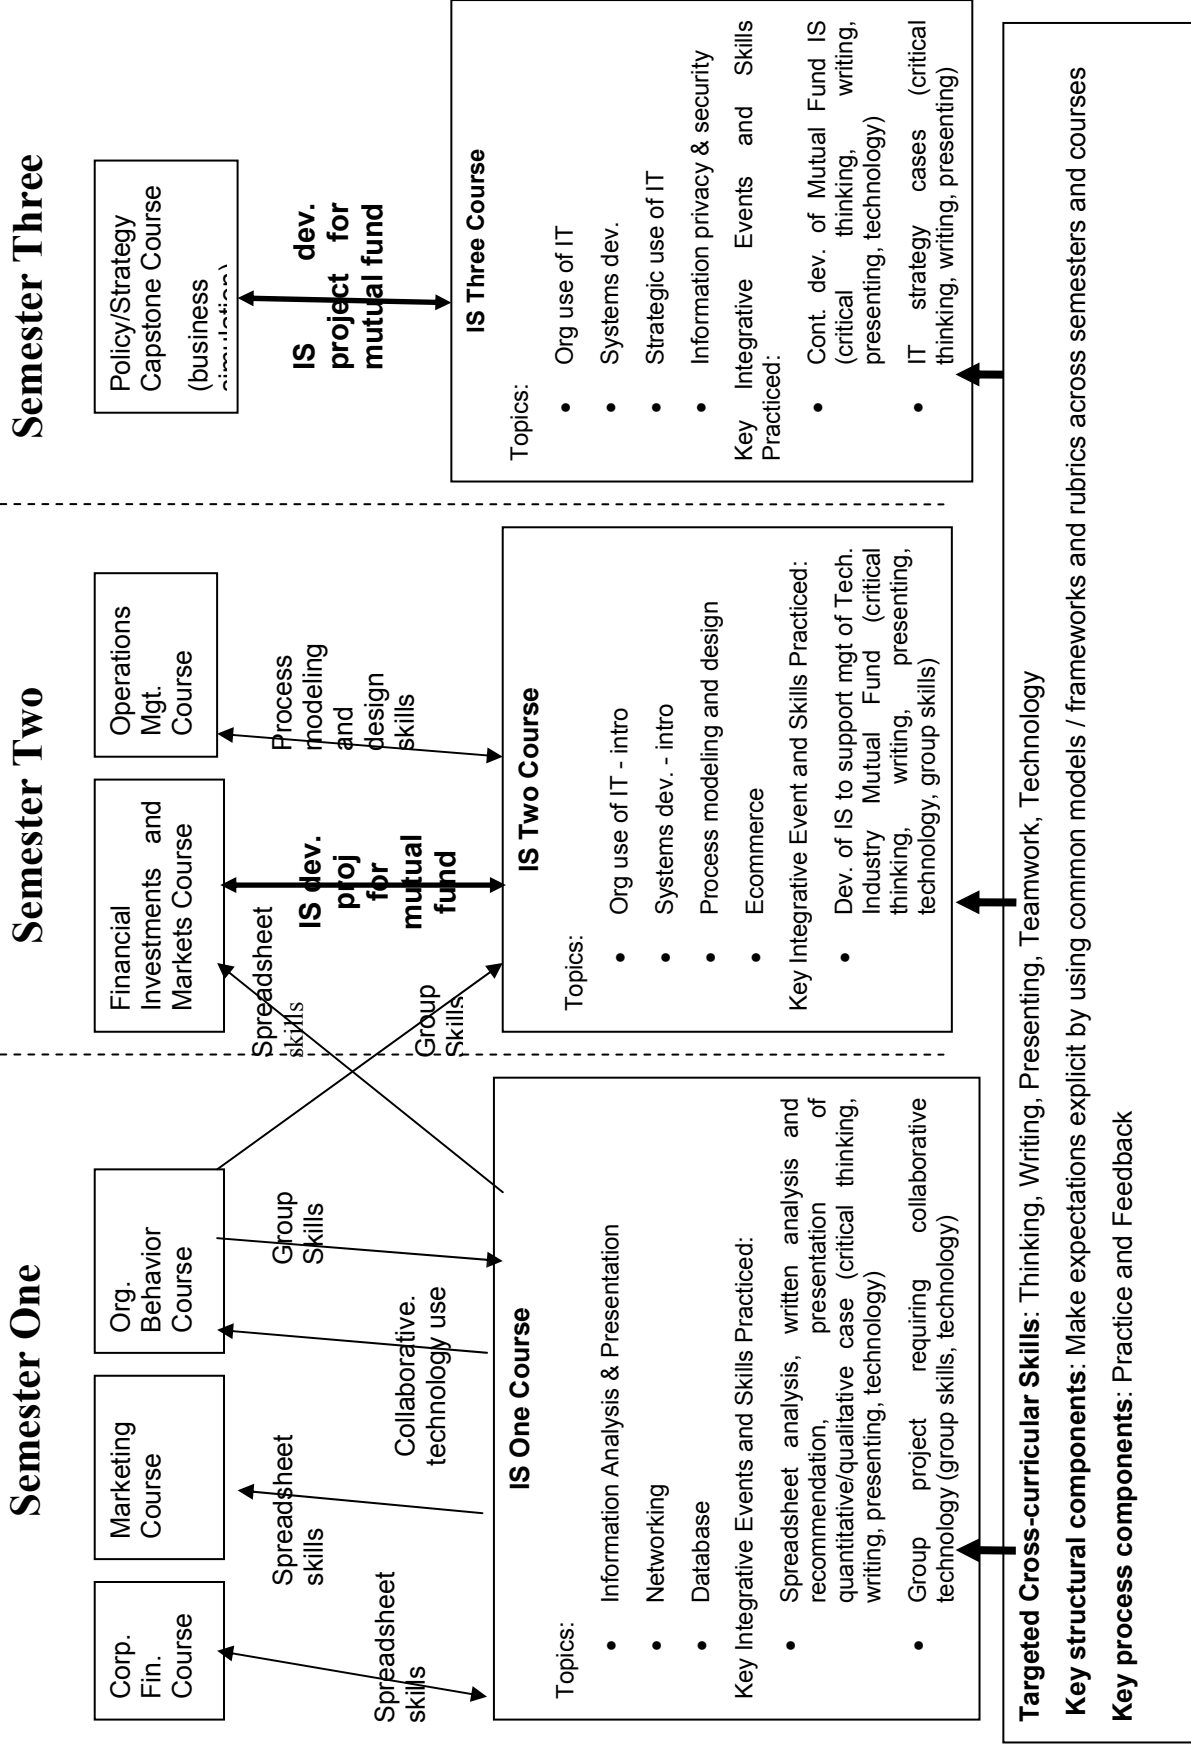 Semester One
Semester Two
Semester Three
Corp.
Fin.
Course
Marketing
Course
Org.
Behavior
Course
Financial
Investments and
Markets Course
Operations
Mgt.
Course
Policy/Strategy
Capstone Course
(business
simulation)
Spreadsheet
skills
Spreadsheet
skills
Collaborative.
technology use
Group
Skills
Spreadsheet
skills
Group
Skills
IS dev.
proj
for
mutual
fund
Process
modeling
and
design
skills
IS dev.
project for
mutual fund
IS One Course
Topics:
• Information Analysis & Presentation
• Networking
• Database
Key Integrative Events and Skills Practiced:
• Spreadsheet analysis, written analysis and
recommendation, presentation of
quantitative/qualitative case (critical thinking,
writing, presenting, technology)
• Group project requiring collaborative
technology (group skills, technology)
IS Two Course
Topics:
• Org use of IT - intro
• Systems dev. - intro
• Process modeling and design
• Ecommerce
Key Integrative Event and Skills Practiced:
• Dev. of IS to support mgt of Tech.
Industry Mutual Fund (critical
thinking, writing, presenting,
technology, group skills)
IS Three Course
Topics:
• Org use of IT
• Systems dev.
• Strategic use of IT
• Information privacy & security
Key Integrative Events and Skills
Practiced:
• Cont. dev. of Mutual Fund IS
(critical thinking, writing,
presenting, technology)
• IT strategy cases (critical
thinking, writing, presenting)
Targeted Cross-curricular Skills: Thinking, Writing, Presenting, Teamwork, Technology
Key structural components: Make expectations explicit by using common models / frameworks and rubrics across semesters and courses
Key process components: Practice and Feedback